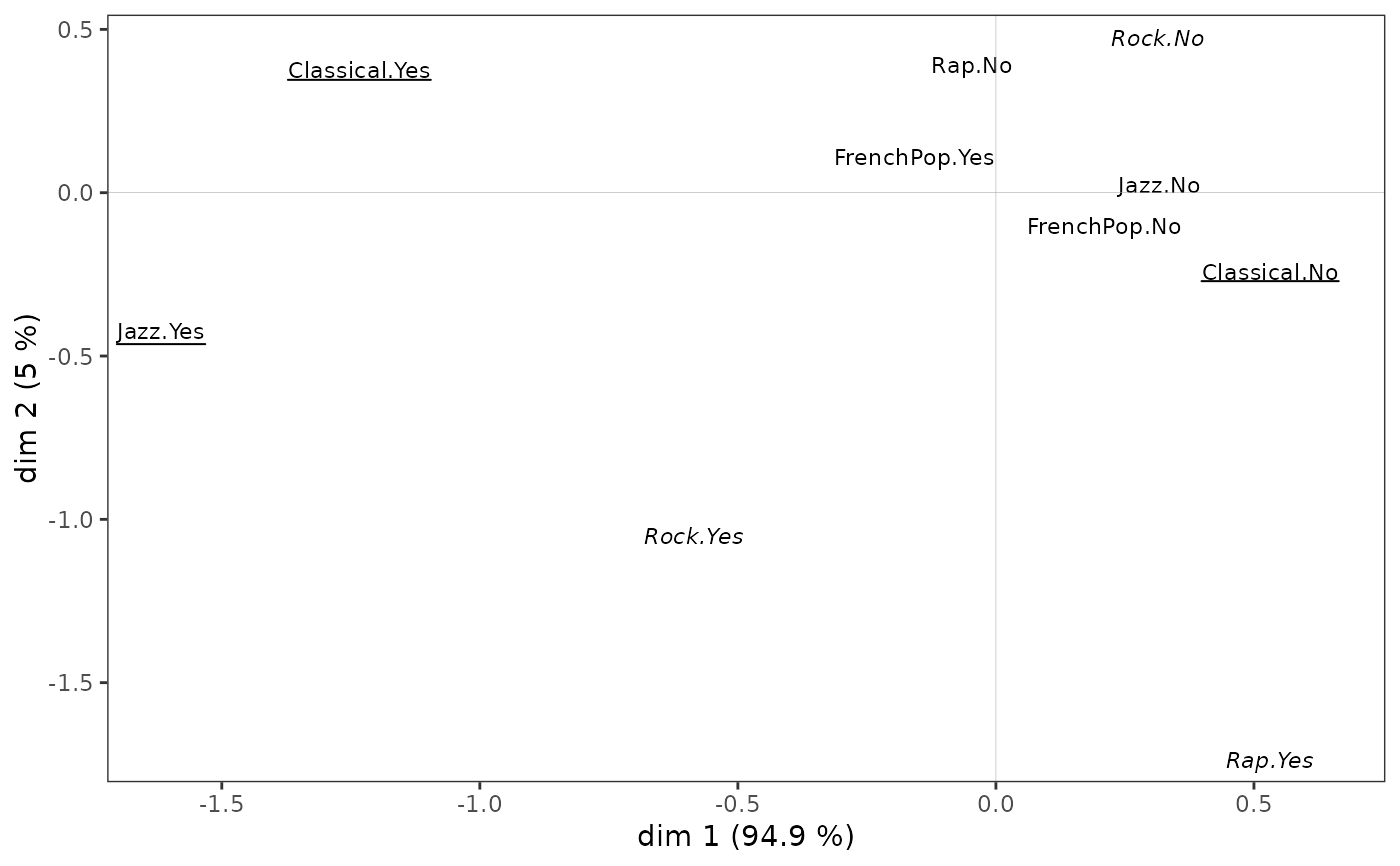 0.5
Rock.No
Classical.Yes
Rap.No
FrenchPop.Yes
0.0
Jazz.No
FrenchPop.No
Classical.No
Jazz.Yes
-0.5
dim 2 (5 %)
-1.0
Rock.Yes
-1.5
Rap.Yes
-1.5 -1.0 -0.5 0.0 0.5
dim 1 (94.9 %)